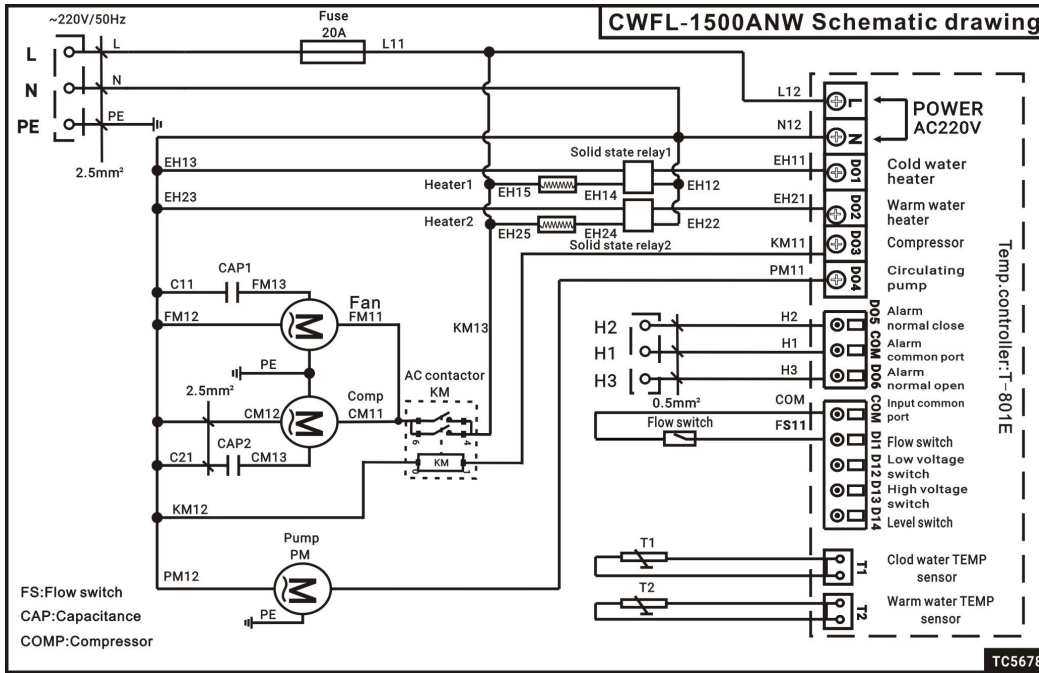 CWFL-1500ANW Schematic drawing
~220V/50Hz
Fuse
20A
L
L
L11
N
N
PE
PE
2.5mm²
L12
N12
L
N
POWER
AC220V
EH13
Solid state relay1
EH11
DO1
Cold water
heater
Heater1
EH15
EH14
EH12
EH23
EH21
DO2
Warm water
heater
Heater2
EH25
EH24
EH22
Solid state relay2
KM11
DO3
Compressor
PM11
DO4
Circulating
pump
CAP1
C11
FM13
Fan
FM12
FM11
M
KM13
PE
H2
H2
DO5
Alarm
normal close
H1
H1
COM
Alarm
common port
H3
H3
DO6
Alarm
normal open
0.5mm²
Temp.controller:T-801E
AC contactor
KM
2.5mm²
Comp
CM12
CM11
M
CAP2
C21
CM13
6
4
KM
COM
COM
Input common
port
FS11
Flow switch
DI1
Flow switch
D12
Low voltage
switch
D13
High voltage
switch
D14
Level switch
KM12
Pump
PM
PM12
M
PE
T1
T1
Clod water TEMP
sensor
T2
T2
Warm water TEMP
sensor
FS:Flow switch
CAP:Capacitance
COMP:Compressor
TC5678